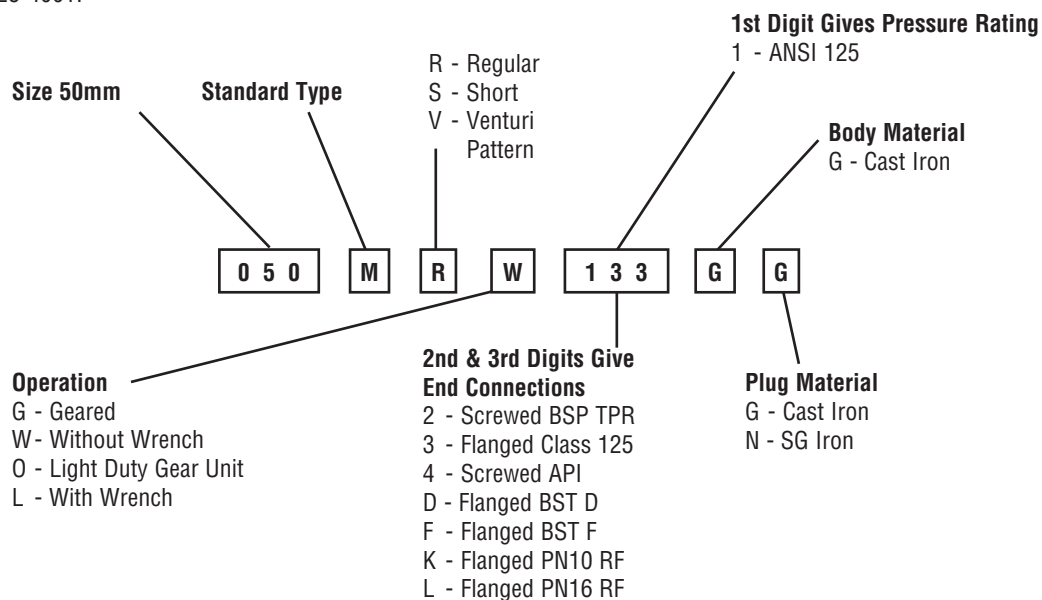 1st Digit Gives Pressure Rating
1 - ANSI 125
R - Regular
S - Short
V - Venturi
Pattern
Size 50mm
Standard Type
Body Material
G - Cast Iron
0 5 0 M R W 1 3 3 G G
Operation
G - Geared
W - Without Wrench
O - Light Duty Gear Unit
L - With Wrench
2nd & 3rd Digits Give
End Connections
2 - Screwed BSP TPR
3 - Flanged Class 125
4 - Screwed API
D - Flanged BST D
F - Flanged BST F
K - Flanged PN10 RF
L - Flanged PN16 RF
Plug Material
G - Cast Iron
N - SG Iron